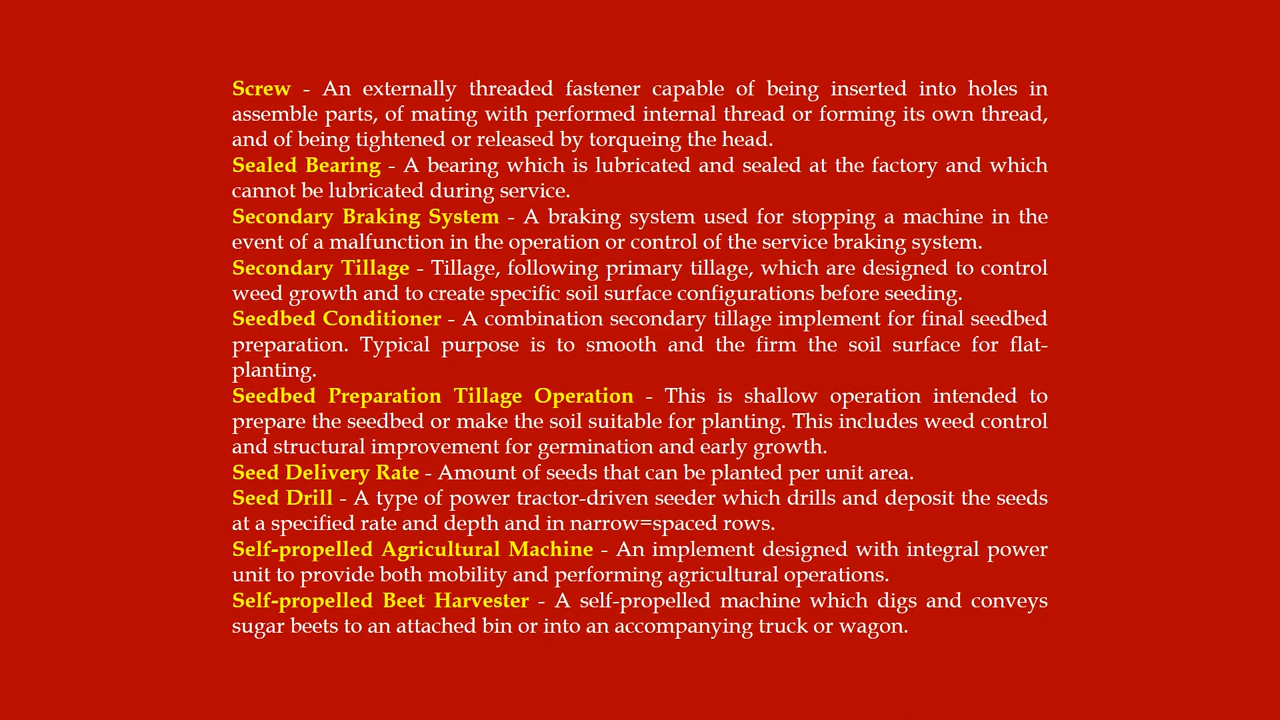 Screw - An externally threaded fastener capable of being inserted into holes in
assemble parts, of mating with performed internal thread or forming its own thread,
and of being tightened or released by torqueing the head.
Sealed Bearing - A bearing which is lubricated and sealed at the factory and which
cannot be lubricated during service.
Secondary Braking System - A braking system used for stopping a machine in the
event of a malfunction in the operation or control of the service braking system.
Secondary Tillage - Tillage, following primary tillage, which are designed to control
weed growth and to create specific soil surface configurations before seeding.
Seedbed Conditioner - A combination secondary tillage implement for final seedbed
preparation. Typical purpose is to smooth and the firm the soil surface for flat-
planting.
Seedbed Preparation Tillage Operation - This is shallow operation intended to
prepare the seedbed or make the soil suitable for planting. This includes weed control
and structural improvement for germination and early growth.
Seed Delivery Rate - Amount of seeds that can be planted per unit area.
Seed Drill - A type of power tractor-driven seeder which drills and deposit the seeds
at a specified rate and depth and in narrow=spaced rows.
Self-propelled Agricultural Machine - An implement designed with integral power
unit to provide both mobility and performing agricultural operations.
Self-propelled Beet Harvester - A self-propelled machine which digs and conveys
sugar beets to an attached bin or into an accompanying truck or wagon.